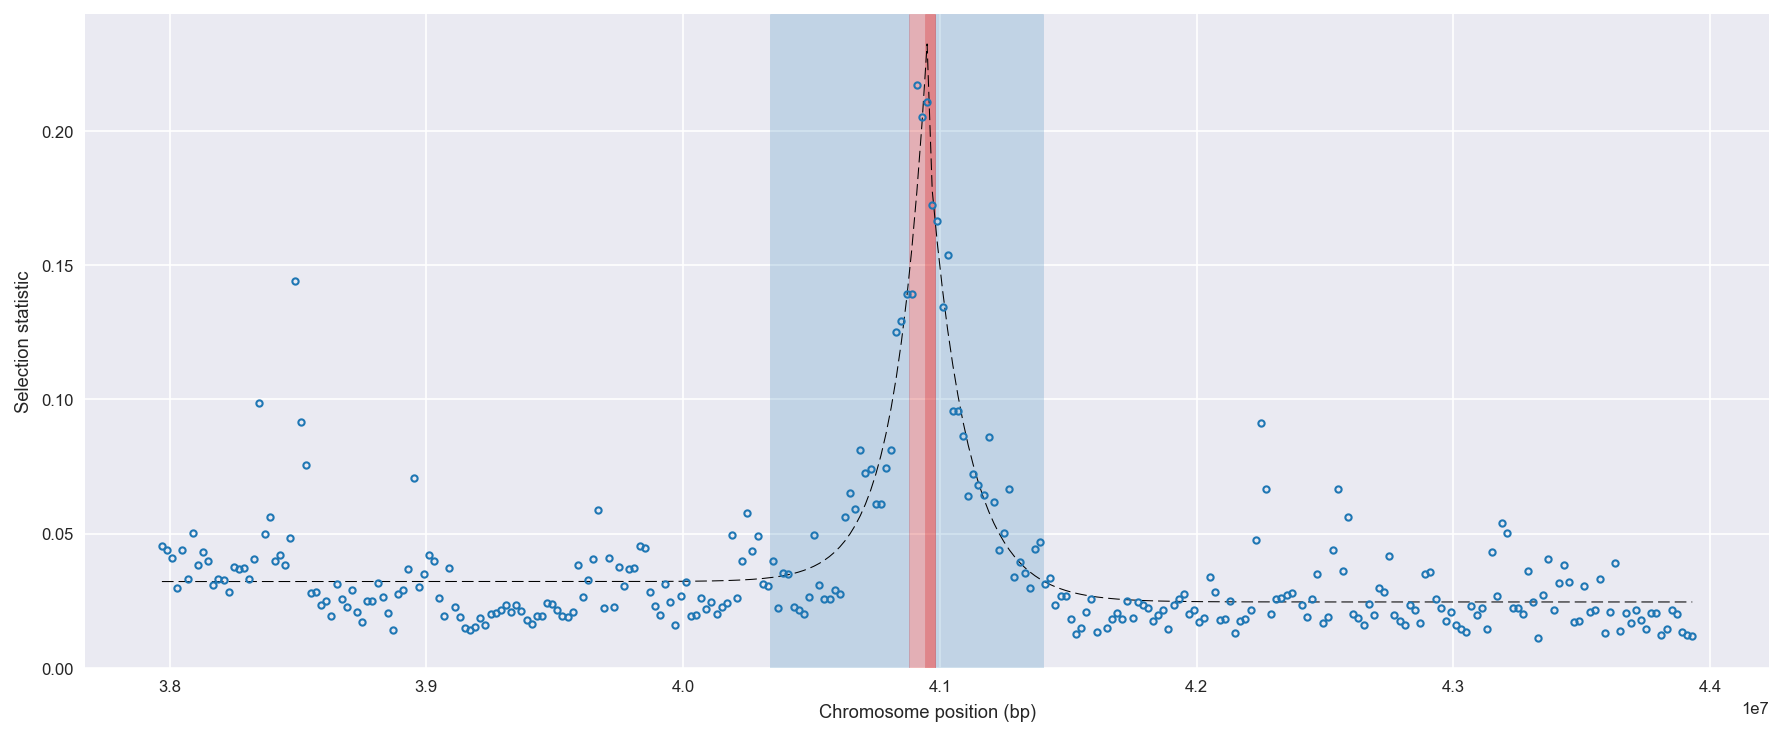 Selection statistic
0.20
0.15
0.10
0.05
0.00
3.8 3.9 4.0 4.1 4.2 4.3 4.4
1e7
Chromosome position (bp)